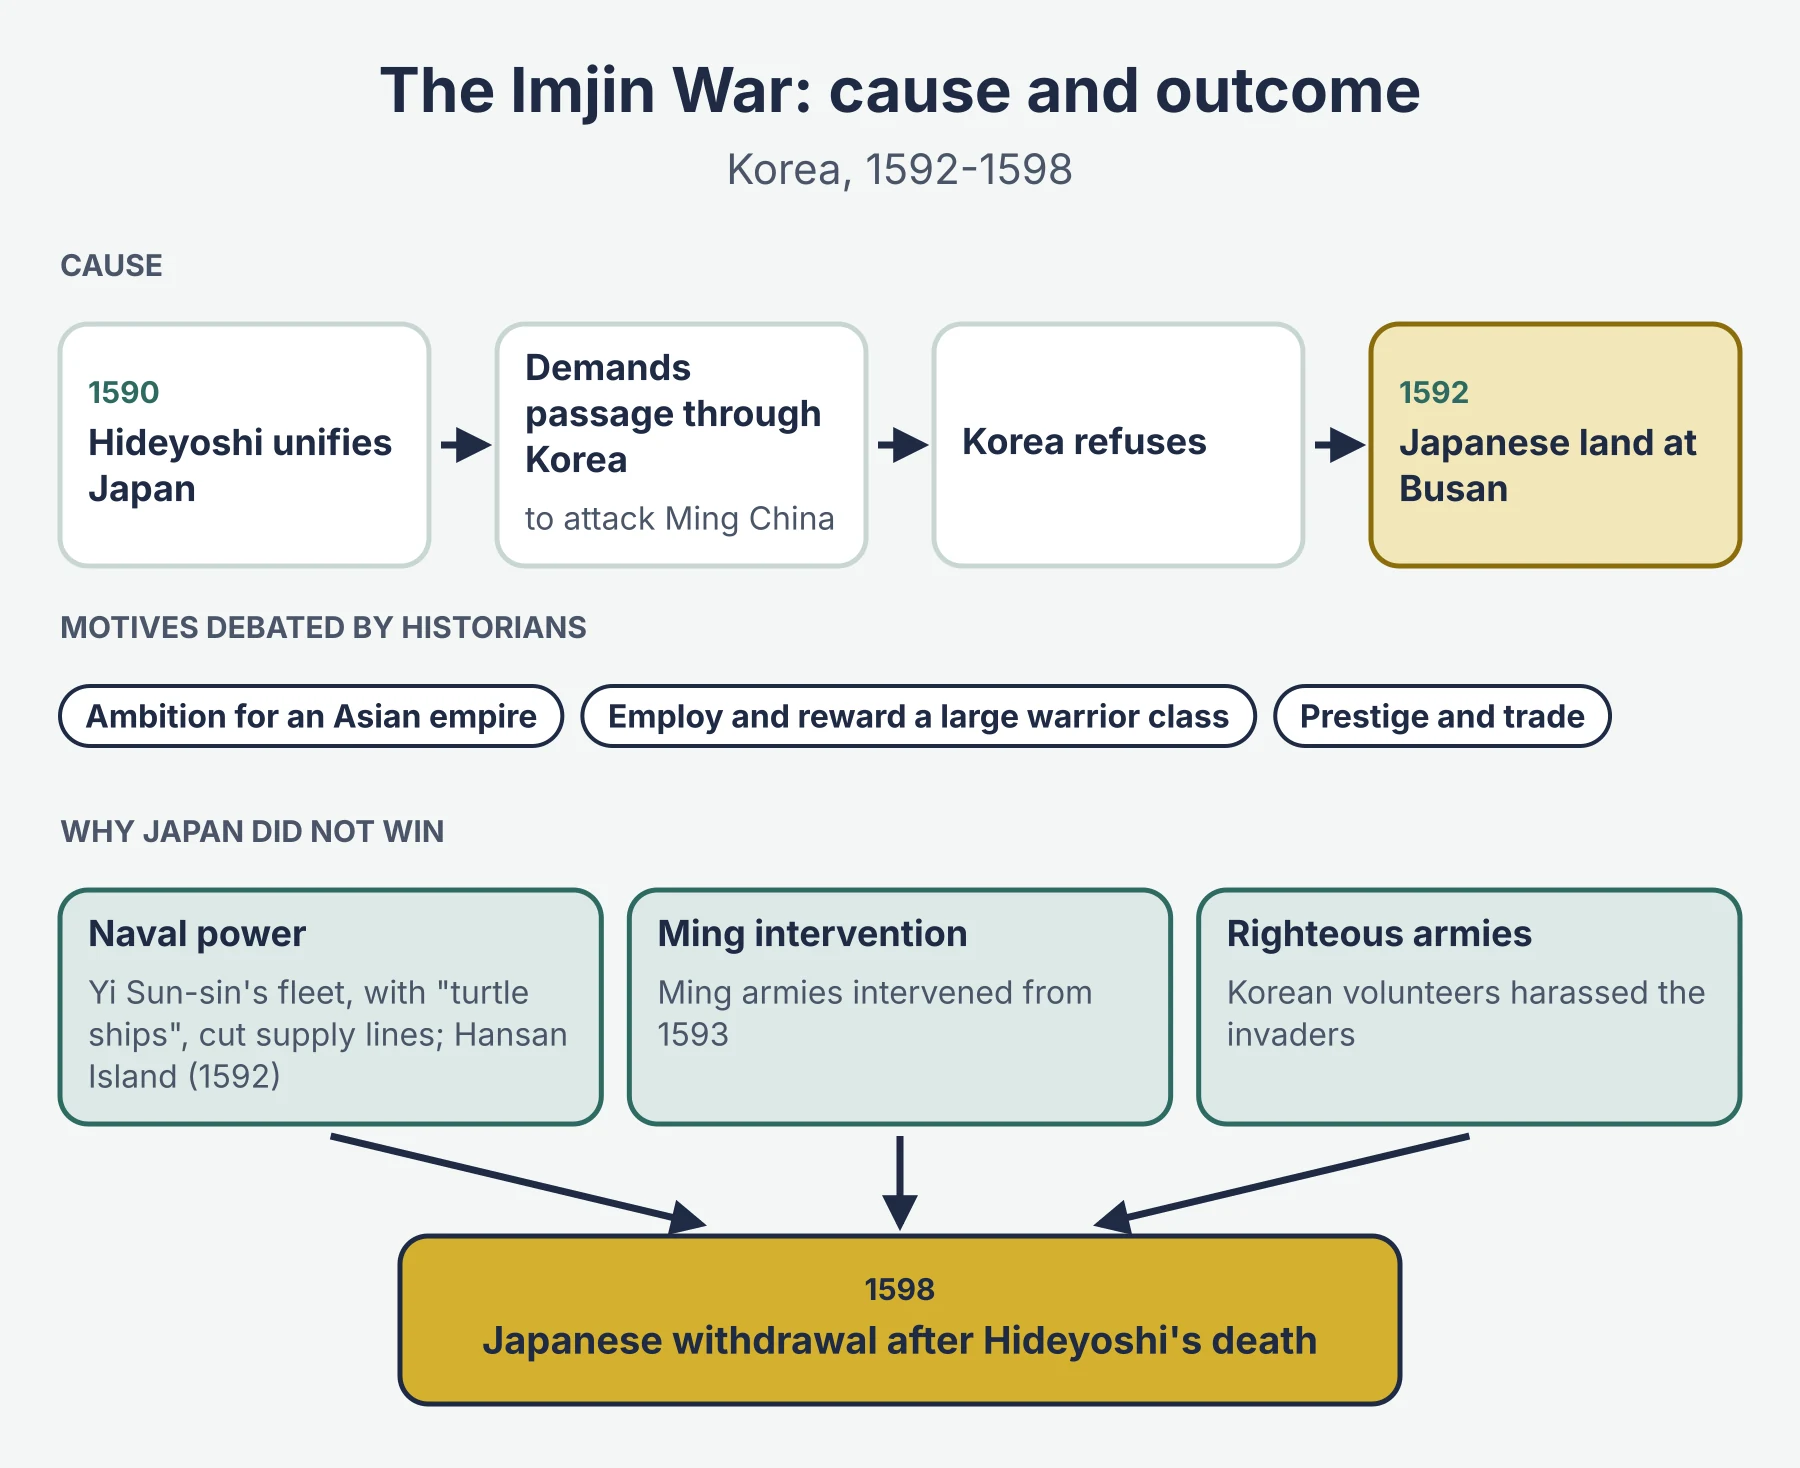 The Imjin War: cause and outcome
Korea, 1592-1598
CAUSE
1590
Hideyoshi unifies
Japan
Demands
passage through
Korea
to attack Ming China
Korea refuses
1592
Japanese land at
Busan
MOTIVES DEBATED BY HISTORIANS
Ambition for an Asian empire
Employ and reward a large warrior class
Prestige and trade
WHY JAPAN DID NOT WIN
Naval power
Yi Sun-sin's fleet, with "turtle
ships", cut supply lines; Hansan
Island (1592)
Ming intervention
Ming armies intervened from
1593
Righteous armies
Korean volunteers harassed the
invaders
1598
Japanese withdrawal after Hideyoshi's death